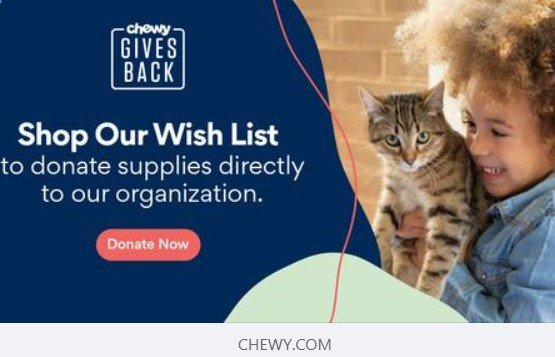 chewy
GIVES
BACK
Shop Our Wish List
to donate supplies directly
to our organization.
Donate Now
CHEWY.COM